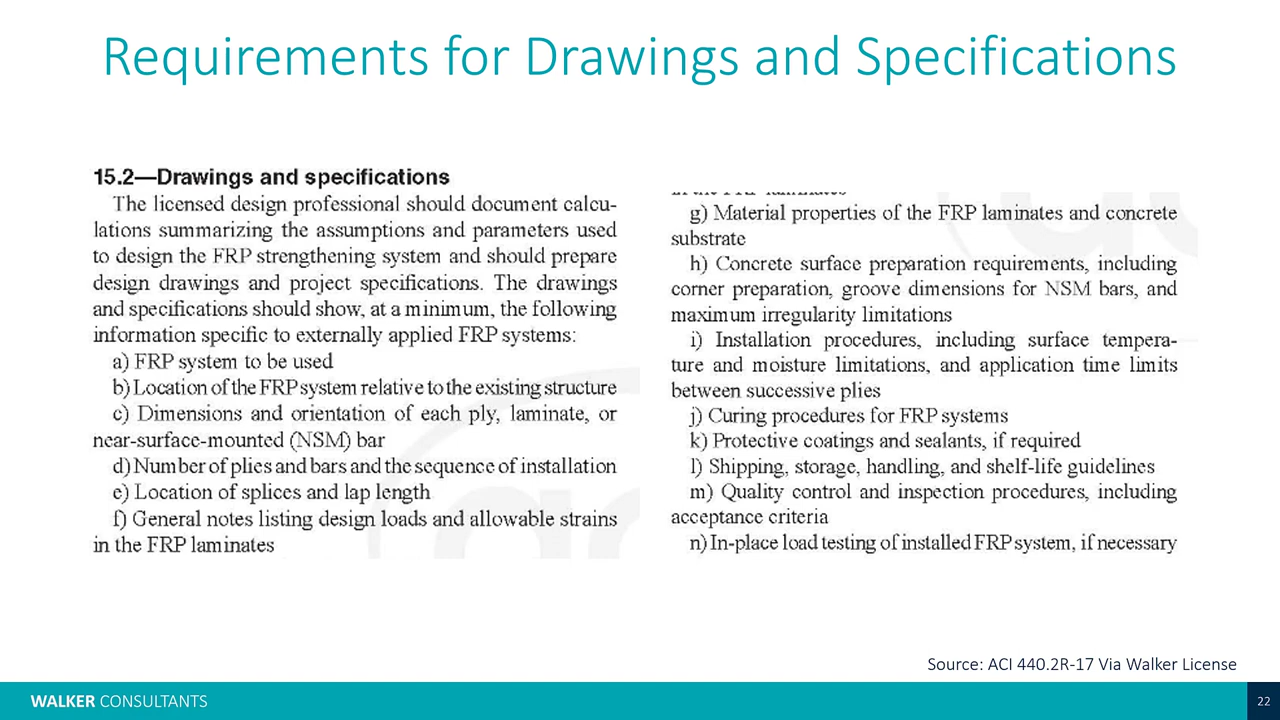 Requirements for Drawings and Specifications
15.2—Drawings and specifications
The licensed design professional should document calcu-
lations summarizing the assumptions and parameters used
to design the FRP strengthening system and should prepare
design drawings and project specifications. The drawings
and specifications should show, at a minimum, the following
information specific to externally applied FRP systems:
a) FRP system to be used
b) Location of the FRP system relative to the existing structure
c) Dimensions and orientation of each ply, laminate, or
near-surface-mounted (NSM) bar
d) Number of plies and bars and the sequence of installation
e) Location of splices and lap length
f) General notes listing design loads and allowable strains
in the FRP laminates
g) Material properties of the FRP laminates and concrete
substrate
h) Concrete surface preparation requirements, including
corner preparation, groove dimensions for NSM bars, and
maximum irregularity limitations
i) Installation procedures, including surface tempera-
ture and moisture limitations, and application time limits
between successive plies
j) Curing procedures for FRP systems
k) Protective coatings and sealants, if required
l) Shipping, storage, handling, and shelf-life guidelines
m) Quality control and inspection procedures, including
acceptance criteria
n) In-place load testing of installed FRP system, if necessary
Source: ACI 440.2R-17 Via Walker License
WALKER CONSULTANTS
22